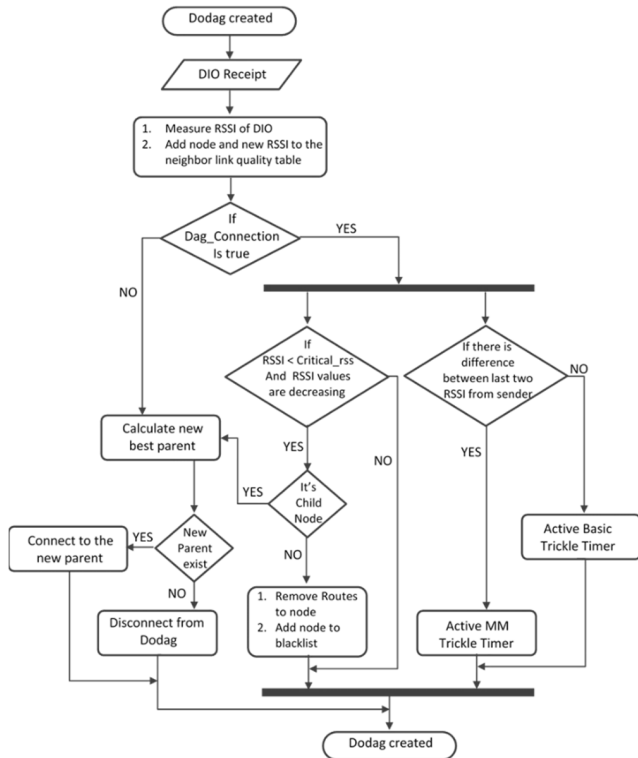 Dodag created
DIO Receipt
1. Measure RSSI of DIO
2. Add node and new RSSI to the
neighbor link quality table
If
Dag_Connection
Is true
YES
NO
If
RSSI < Critical_rss
And RSSI values
are decreasing
If there is
difference
between last two
RSSI from sender
NO
Calculate new
best parent
YES
NO
YES
YES
It's
Child
Node
Connect to the
new parent
YES
New
Parent
exist
NO
Active Basic
Trickle Timer
NO
Disconnect from
Dodag
1. Remove Routes
to node
2. Add node to
blacklist
Active MM
Trickle Timer
Dodag created